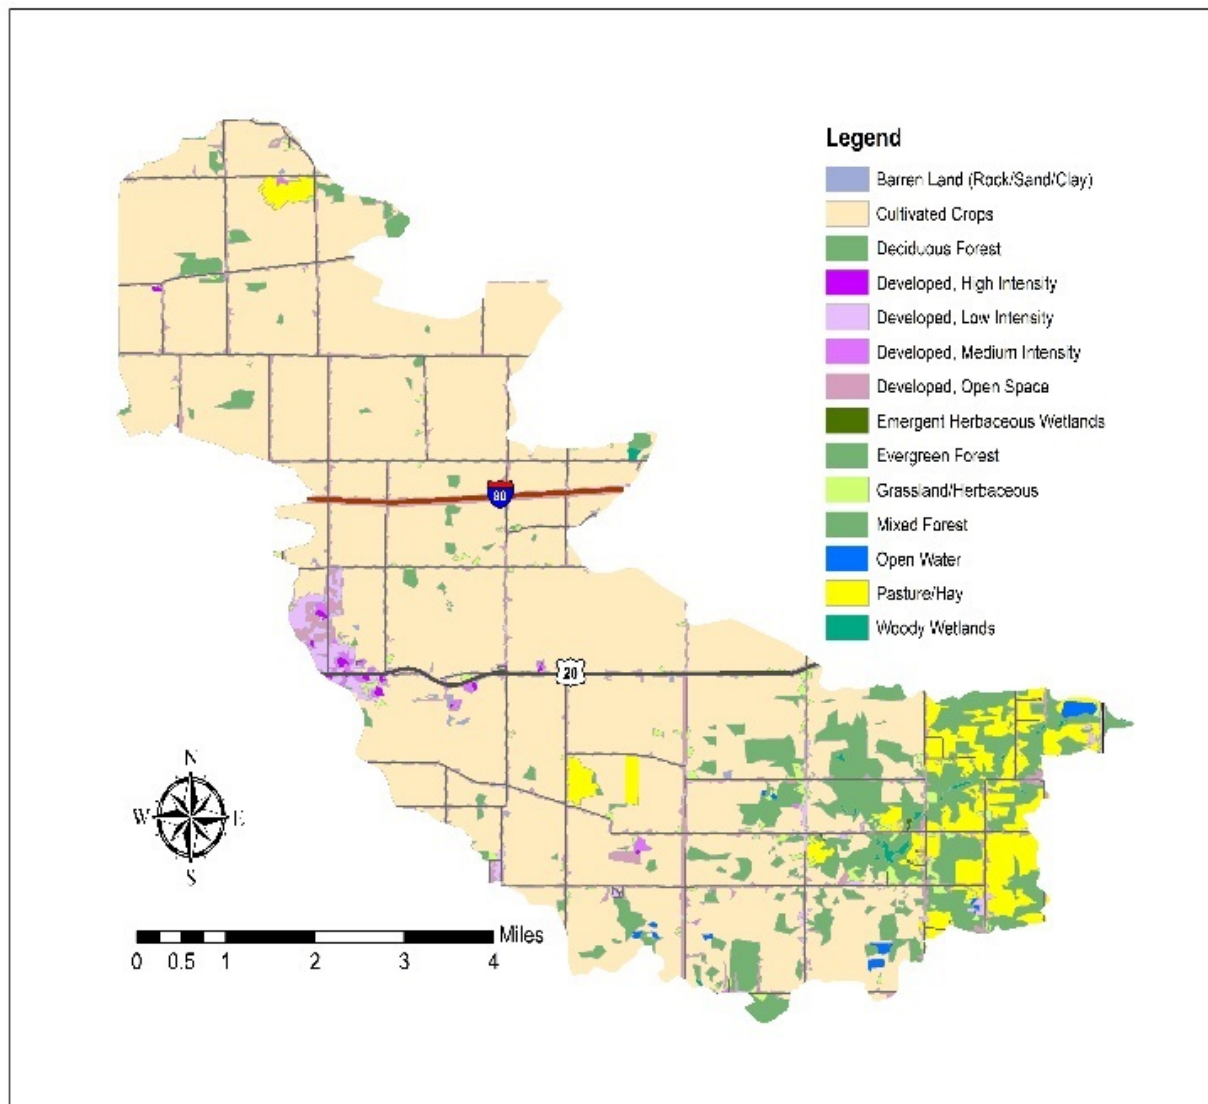 Legend
Barren Land (Rock/Sand/Clay)
Cultivated Crops
Deciduous Forest
Developed, High Intensity
Developed, Low Intensity
Developed, Medium Intensity
Developed, Open Space
Emergent Herbaceous Wetlands
Evergreen Forest
Grassland/Herbaceous
Mixed Forest
Open Water
Pasture/Hay
Woody Wetlands
80
20
N
W E
S
Miles
0 0.5 1 2 3 4